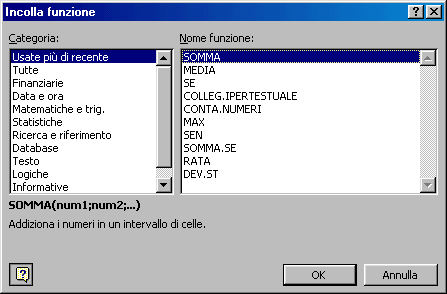 Incolla funzione
Categoria:
Nome funzione:
Usate più di recente
Tutte
Finanziarie
Data e ora
Matematiche e trig.
Statistiche
Ricerca e riferimento
Database
Testo
Logiche
Informative
SOMMA
MEDIA
SE
COLLEG.IPERTESTUALE
CONTA.NUMERI
MAX
SEN
SOMMA.SE
RATA
DEV.ST
SOMMA(num1;num2;...)
Addiziona i numeri in un intervallo di celle.
OK
Annulla